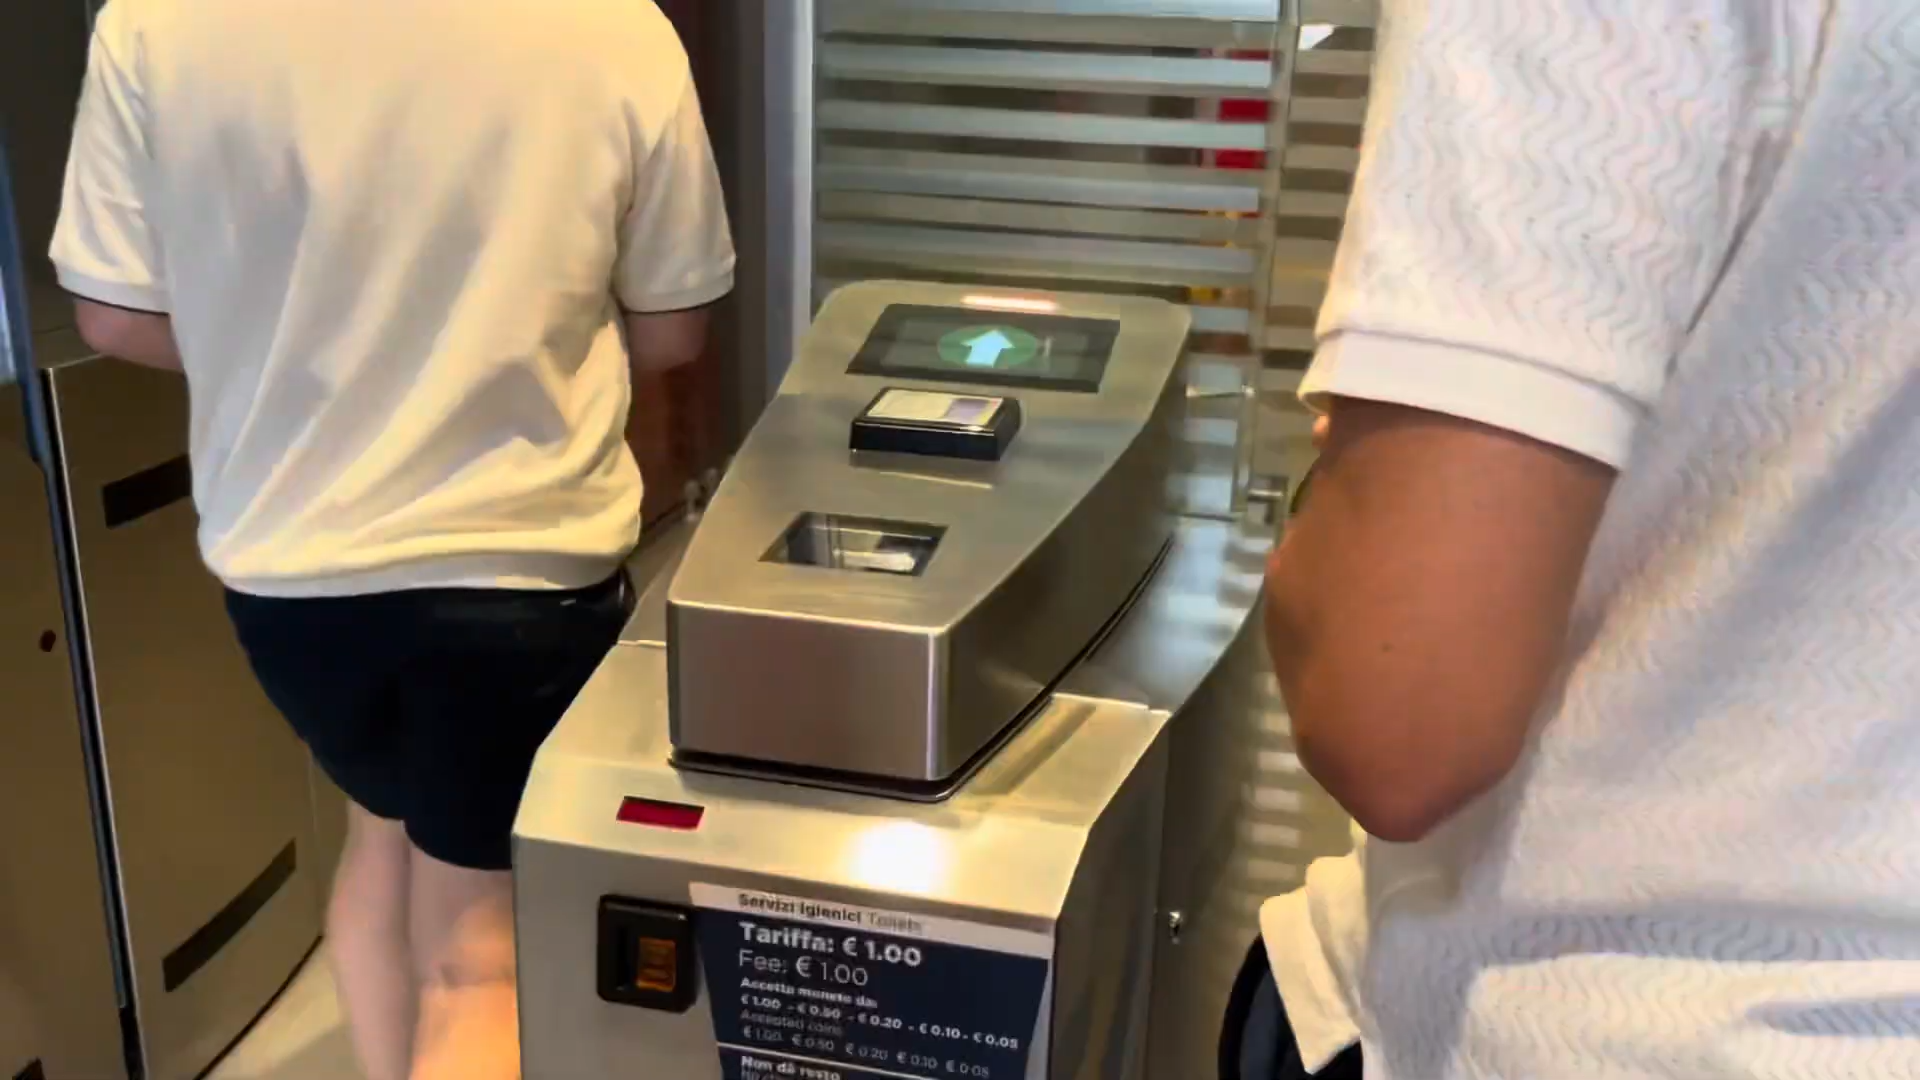 Servizi Igienici Toilets
Tariffa: € 1.00
Fee: € 1.00
Accetta monete da:
€ 1.00 - € 0.50 - € 0.20 - € 0.10 - € 0.05
Accepted coins
€ 1.00 € 0.50 € 0.20 € 0.10 € 0.05
Non dà resto